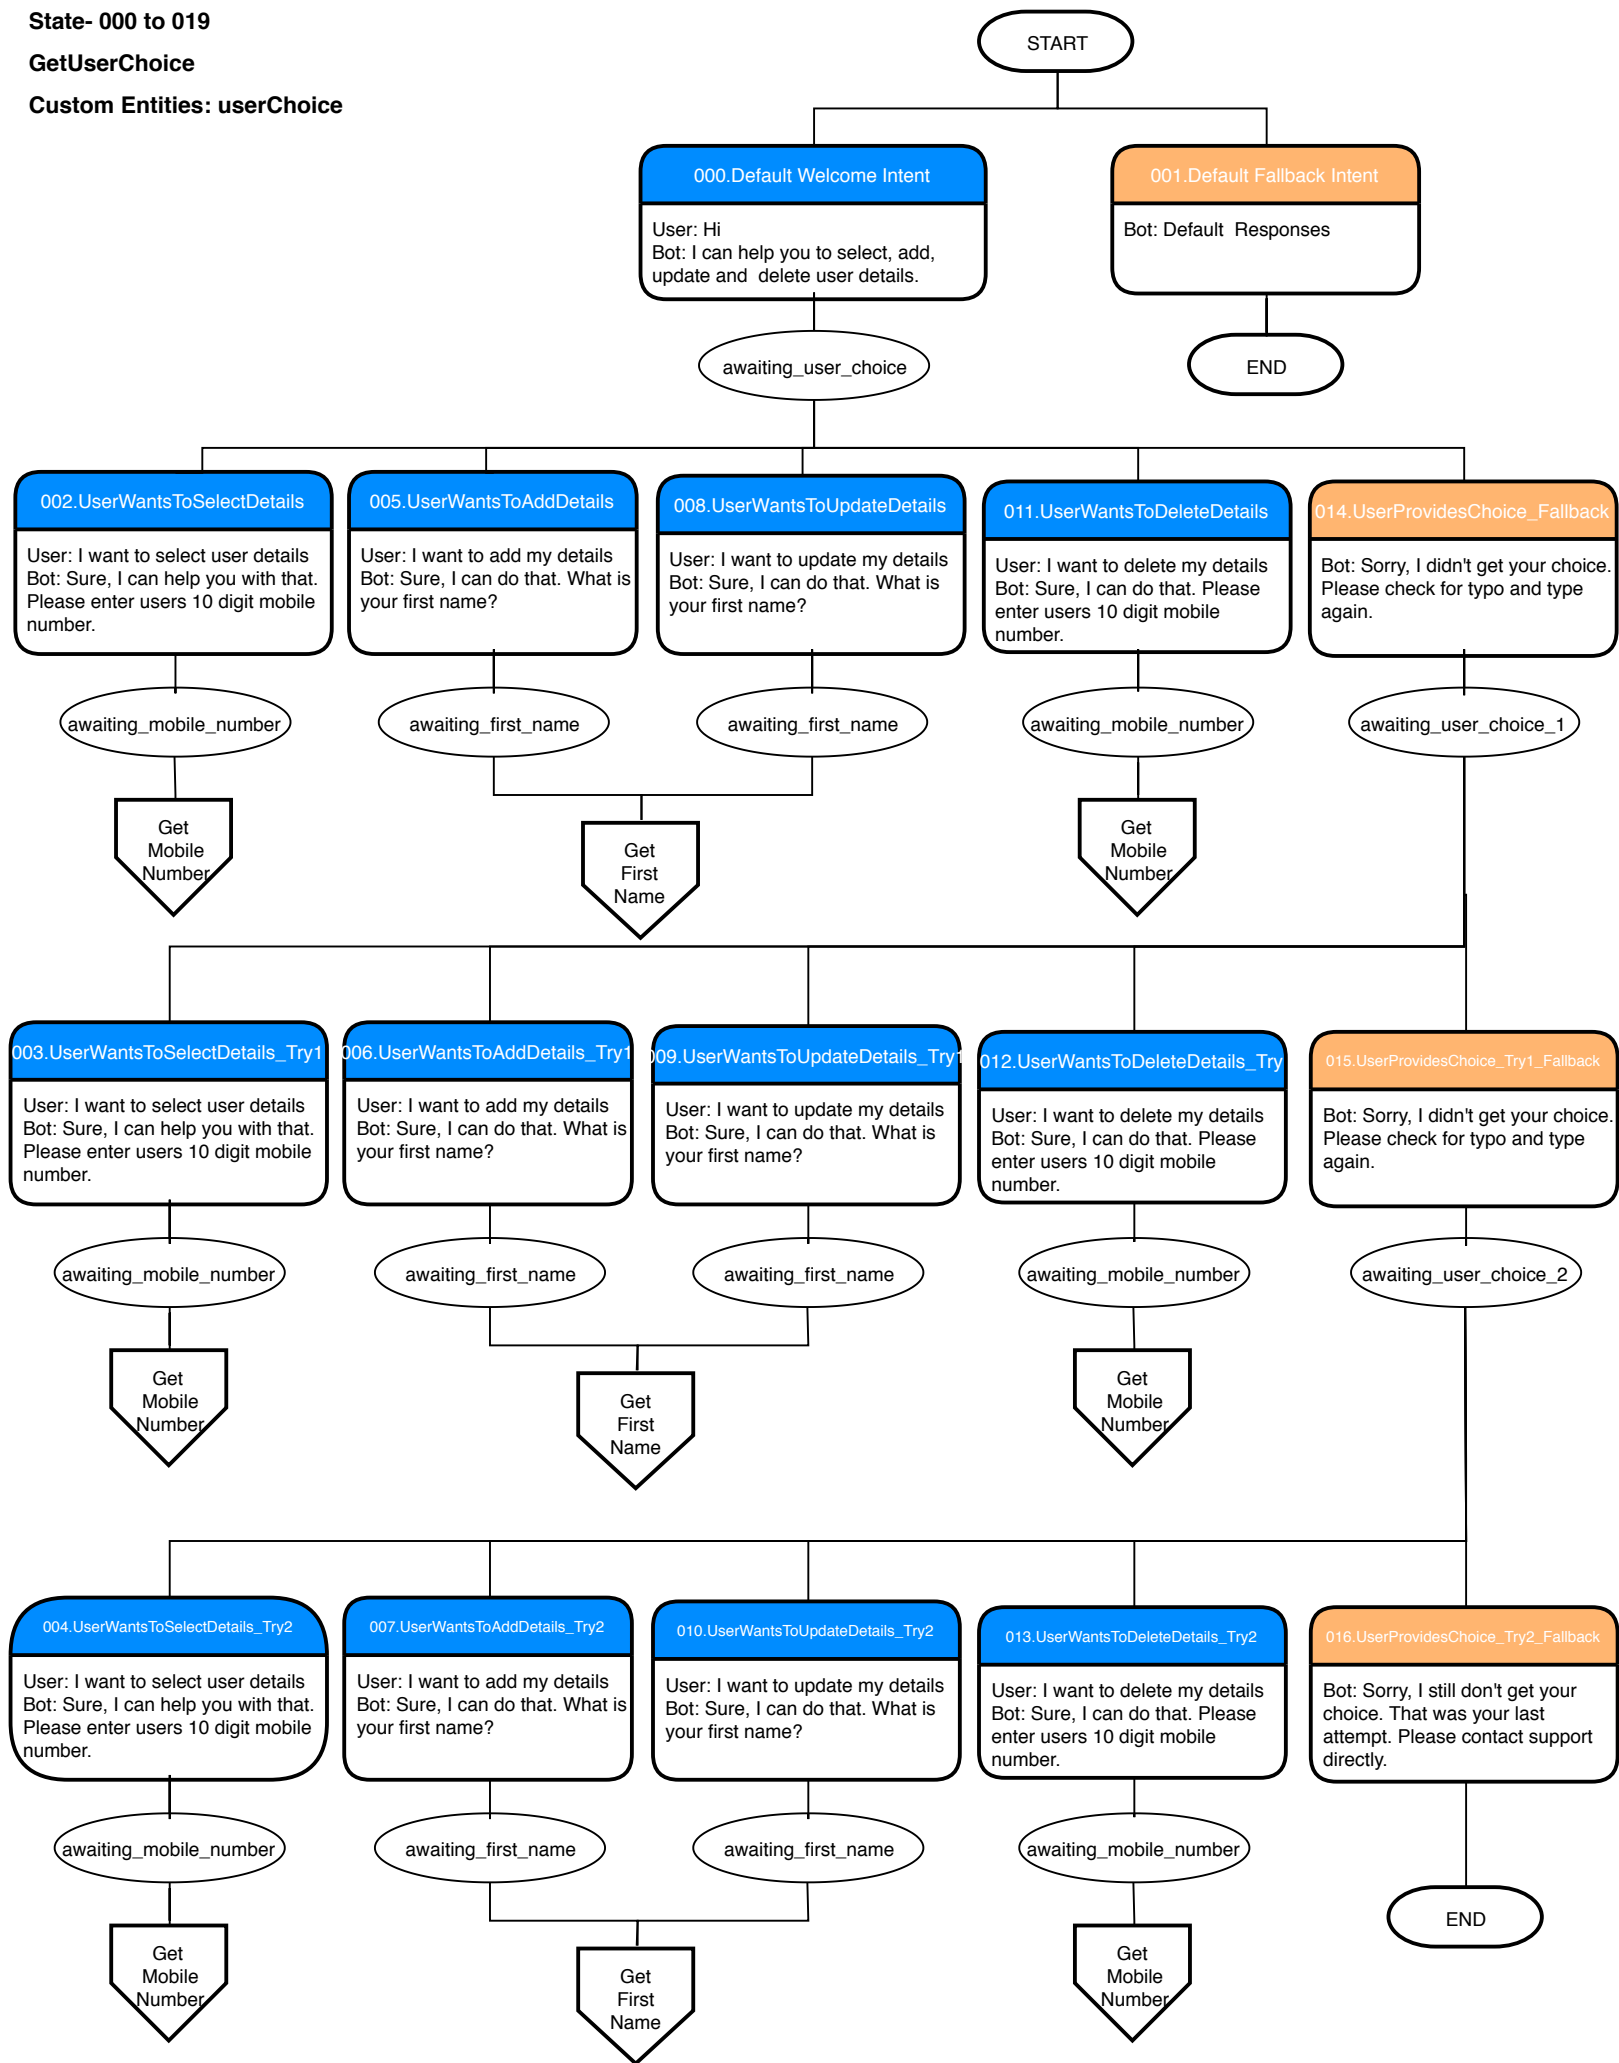 State- 000 to 019
GetUserChoice
Custom Entities: userChoice
START
000.Default Welcome Intent
User: Hi
Bot: I can help you to select, add,
update and  delete user details.
001.Default Fallback Intent
Bot: Default  Responses
awaiting_user_choice
END
002.UserWantsToSelectDetails
User: I want to select user details
Bot: Sure, I can help you with that.
Please enter users 10 digit mobile
number.
005.UserWantsToAddDetails
User: I want to add my details
Bot: Sure, I can do that. What is
your first name?
008.UserWantsToUpdateDetails
User: I want to update my details
Bot: Sure, I can do that. What is
your first name?
011.UserWantsToDeleteDetails
User: I want to delete my details
Bot: Sure, I can do that. Please
enter users 10 digit mobile
number.
014.UserProvidesChoice_Fallback
Bot: Sorry, I didn't get your choice.
Please check for typo and type
again.
awaiting_mobile_number
awaiting_first_name
awaiting_first_name
awaiting_mobile_number
awaiting_user_choice_1
Get
Mobile
Number
Get
First
Name
Get
Mobile
Number
003.UserWantsToSelectDetails_Try1
User: I want to select user details
Bot: Sure, I can help you with that.
Please enter users 10 digit mobile
number.
006.UserWantsToAddDetails_Try1
User: I want to add my details
Bot: Sure, I can do that. What is
your first name?
009.UserWantsToUpdateDetails_Try1
User: I want to update my details
Bot: Sure, I can do that. What is
your first name?
012.UserWantsToDeleteDetails_Try
User: I want to delete my details
Bot: Sure, I can do that. Please
enter users 10 digit mobile
number.
015.UserProvidesChoice_Try1_Fallback
Bot: Sorry, I didn't get your choice.
Please check for typo and type
again.
awaiting_mobile_number
awaiting_first_name
awaiting_first_name
awaiting_mobile_number
awaiting_user_choice_2
Get
Mobile
Number
Get
First
Name
Get
Mobile
Number
004.UserWantsToSelectDetails_Try2
User: I want to select user details
Bot: Sure, I can help you with that.
Please enter users 10 digit mobile
number.
007.UserWantsToAddDetails_Try2
User: I want to add my details
Bot: Sure, I can do that. What is
your first name?
010.UserWantsToUpdateDetails_Try2
User: I want to update my details
Bot: Sure, I can do that. What is
your first name?
013.UserWantsToDeleteDetails_Try2
User: I want to delete my details
Bot: Sure, I can do that. Please
enter users 10 digit mobile
number.
016.UserProvidesChoice_Try2_Fallback
Bot: Sorry, I still don't get your
choice. That was your last
attempt. Please contact support
directly.
awaiting_mobile_number
awaiting_first_name
awaiting_first_name
awaiting_mobile_number
END
Get
Mobile
Number
Get
First
Name
Get
Mobile
Number